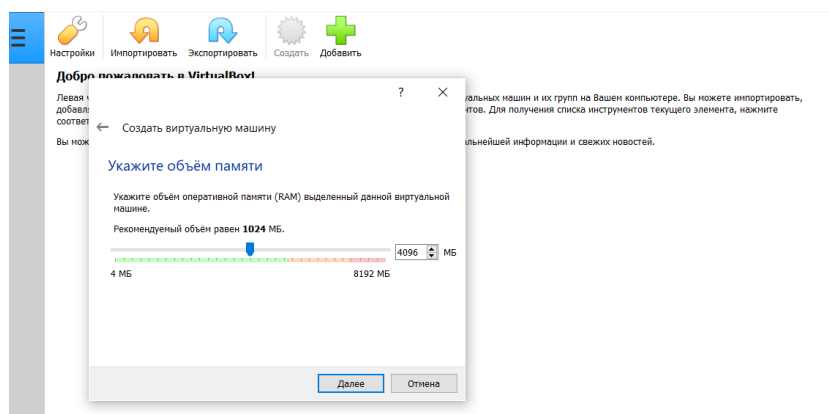 Настройки Импортировать Экспортировать Создать Добавить
Добро пожаловать в VirtualBox!
Левая
уальных машин и их групп на Вашем компьютере. Вы можете импортировать,
добавл
нтов. Для получения списка инструментов текущего элемента, нажмите
соответ
Вы мож
льнейшей информации и свежих новостей.
?
Создать виртуальную машину
Укажите объём памяти
Укажите объём оперативной памяти (RAM) выделенный данной виртуальной
машине.
Рекомендуемый объём равен 1024 МБ.
4096 МБ
4 МБ 8192 МБ
Далее Отмена